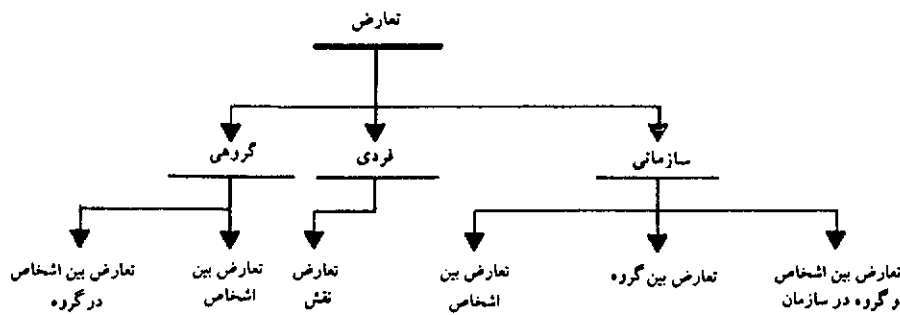 تعارض
سازمانی
فردی
گروهی
تعارض بین اشخاص
و گروه در سازمان
تعارض بین گروه
تعارض بین
اشخاص
تعارض
نقش
تعارض بین
اشخاص
تعارض بین اشخاص
در گروه